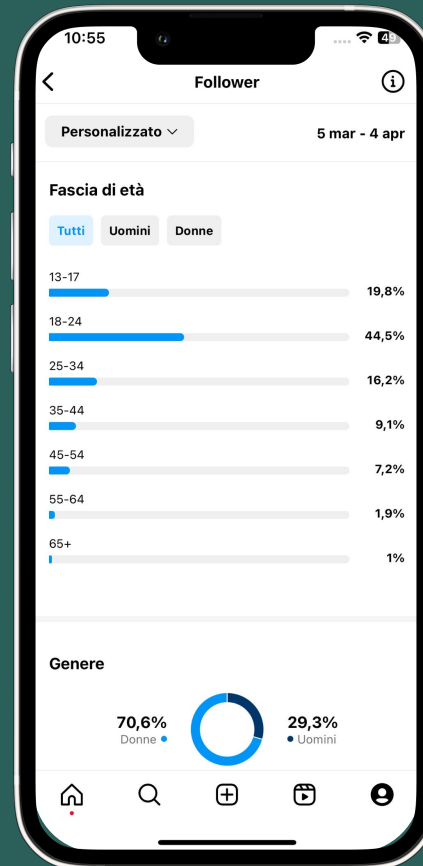 10:55
49
Follower
Personalizzato
5 mar - 4 apr
Fascia di età
Tutti Uomini Donne
13-17
19,8%
18-24
44,5%
25-34
16,2%
35-44
9,1%
45-54
7,2%
55-64
1,9%
65+
1%
Genere
70,6% 29,3%
Donne Uomini